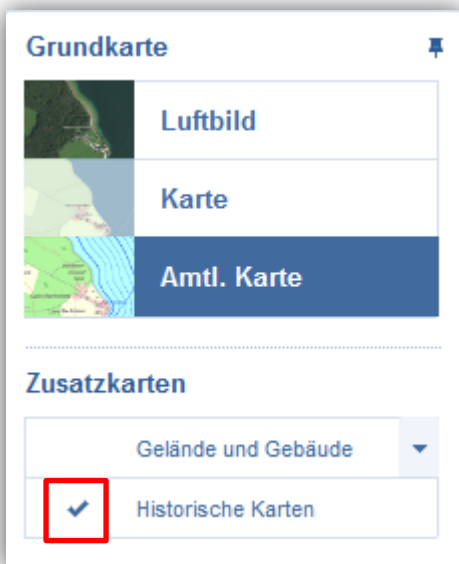 Grundkarte
Luftbild
Karte
Amtl. Karte
Zusatzkarten
Gelände und Gebäude
Historische Karten